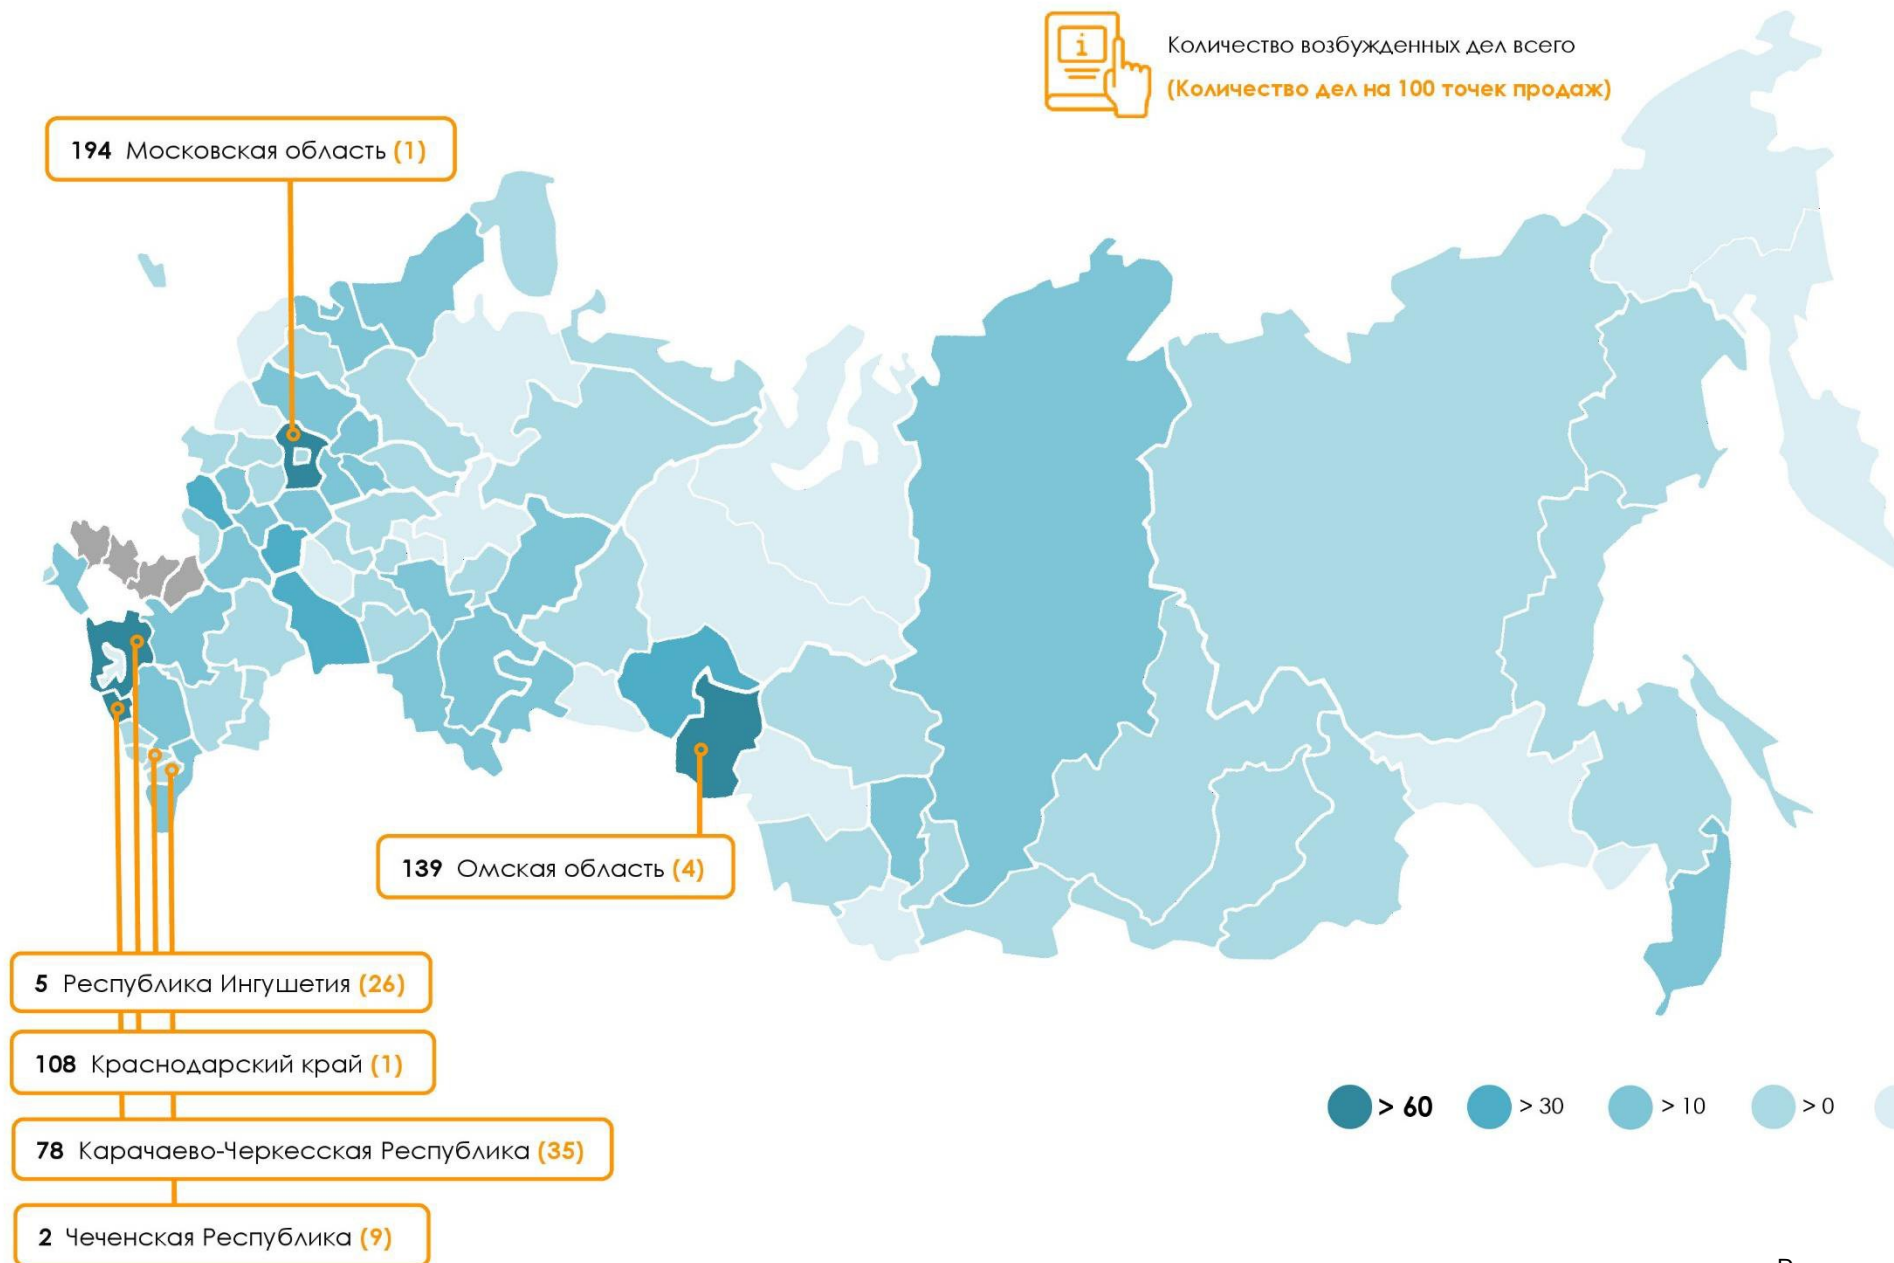 Количество возбужденных дел всего
(Количество дел на 100 точек продаж)
194 Московская область (1)
139 Омская область (4)
5 Республика Ингушетия (26)
108 Краснодарский край (1)
78 Карачаево-Черкесская Республика (35)
2 Чеченская Республика (9)
> 60 > 30 > 10 > 0